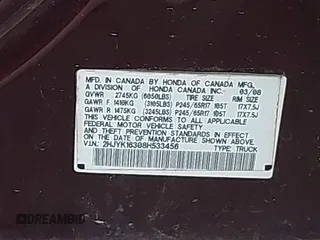 MFD. IN CANADA BY HONDA OF CANADA MFG.,
A DIVISION OF HONDA CANADA INC. 03/08
GVWR 2745KG (6050LBS) TIRE SIZE RIM SIZE
GAWR F 1410KG (3105LBS) P245/65R17 105T 17X7.5J
GAWR R 1475KG (3245LBS) P245/65R17 105T 17X7.5J
THIS VEHICLE CONFORMS TO ALL APPLICABLE
FEDERAL MOTOR VEHICLE SAFETY
AND THEFT PREVENTION STANDARDS IN EFFECT
ON THE DATE OF MANUFACTURE SHOWN ABOVE.
V.I.N.: 2HJYK16308H533456 TYPE: TRUCK
DREAMBID